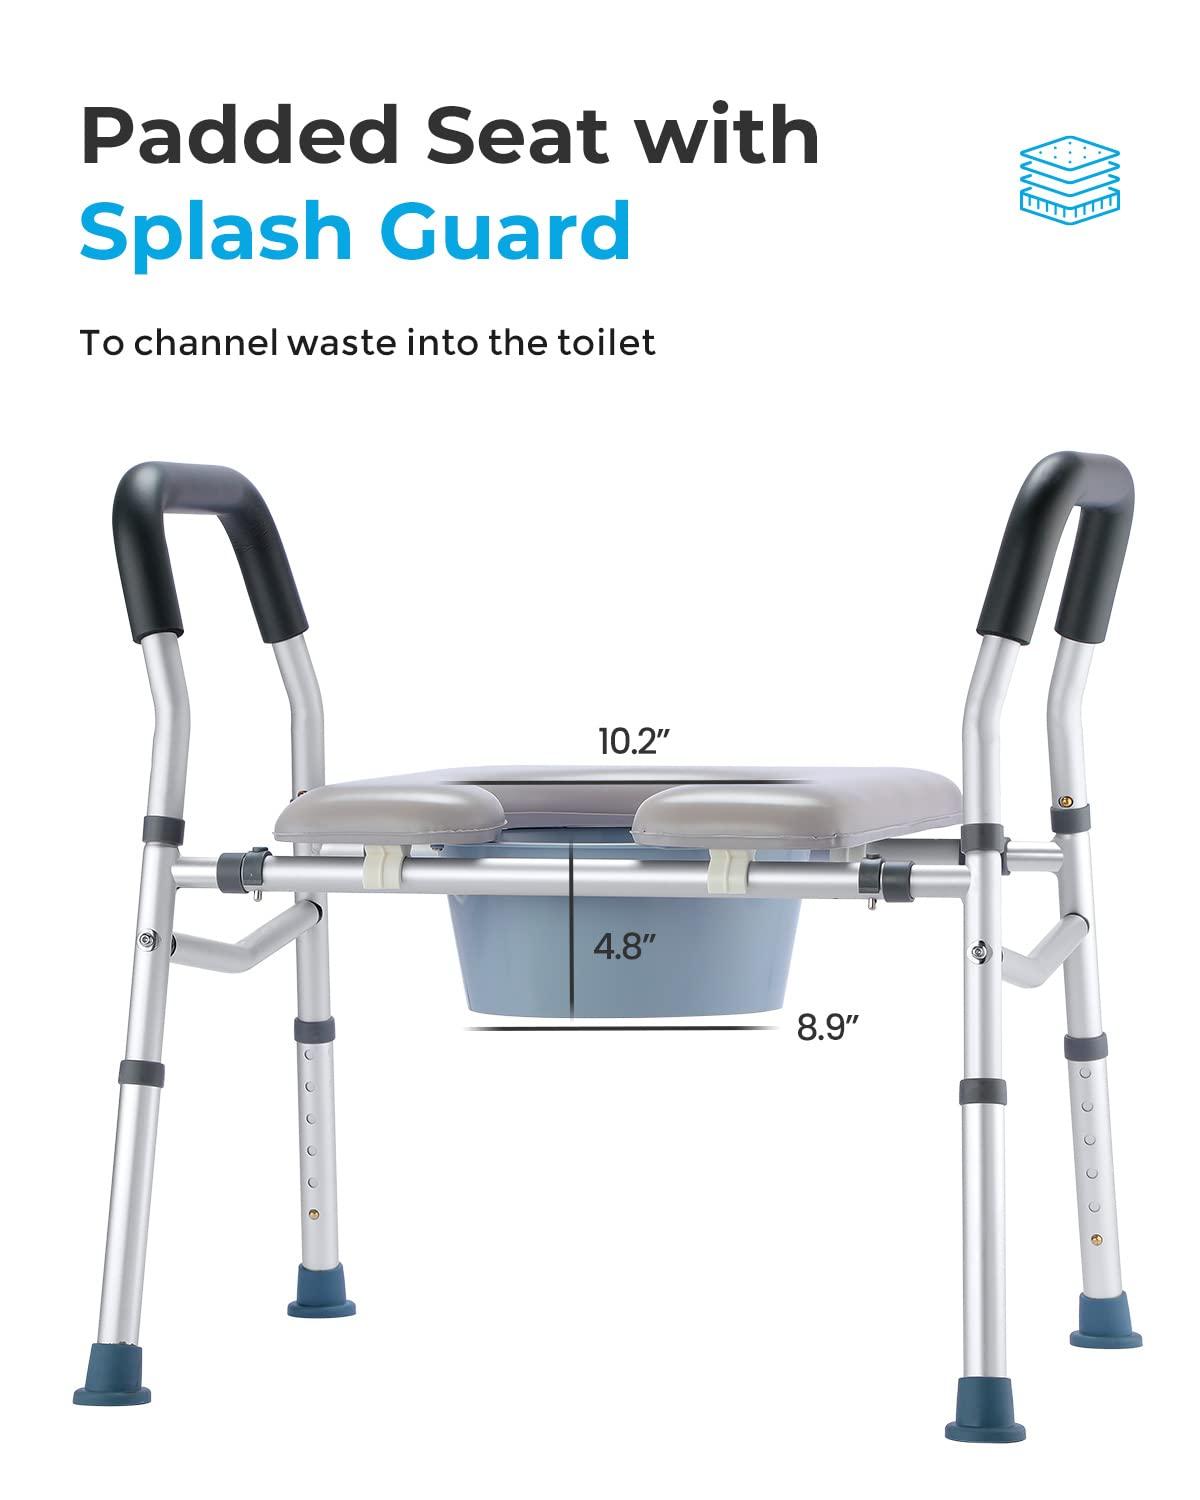 Padded Seat with
Splash Guard
To channel waste into the toilet
10.2”
4.8”
8.9”